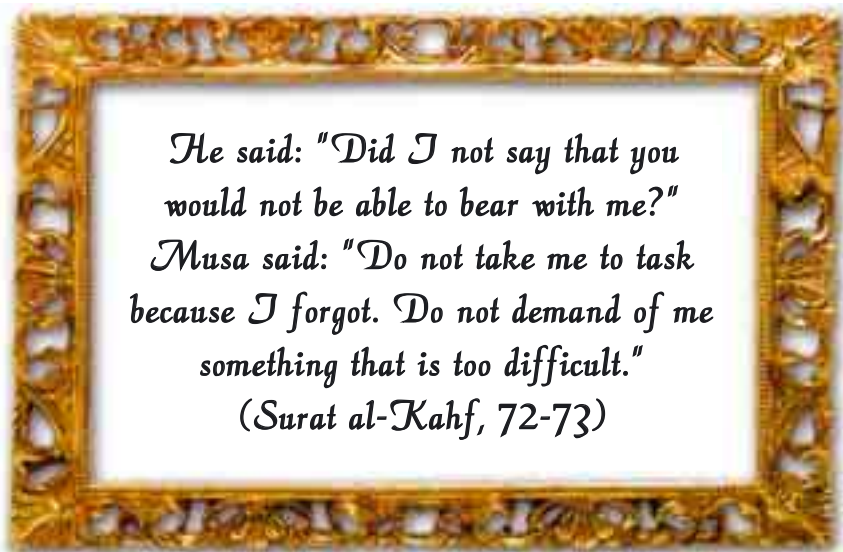 He said: "Did I not say that you
would not be able to bear with me?"
Musa said: "Do not take me to task
because I forgot. Do not demand of me
something that is too difficult."
(Surat al-Kahf, 72-73)